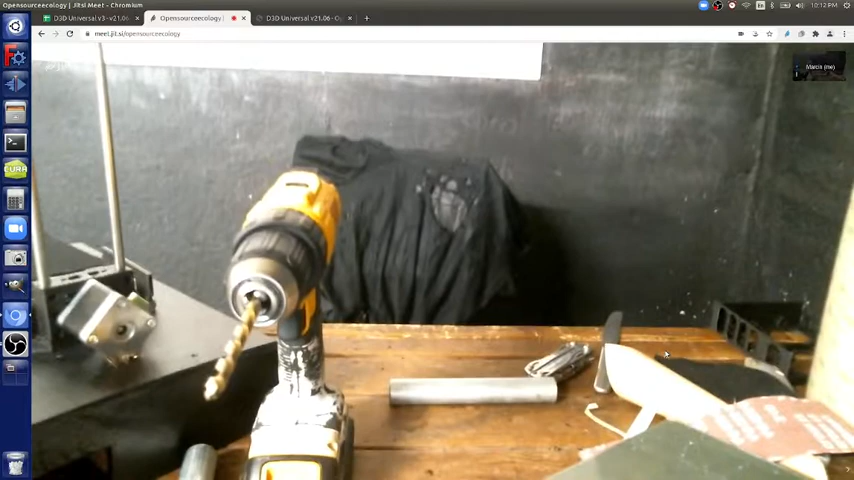 Opensourceecology | Jitsi Meet - Chromium
10:12 PM
D3D Universal v3 - v21.06
Opensourceecology |
D3D Universal v21.06 - O
meet.jit.si/opensourceecology
Marcin (me)
CURA